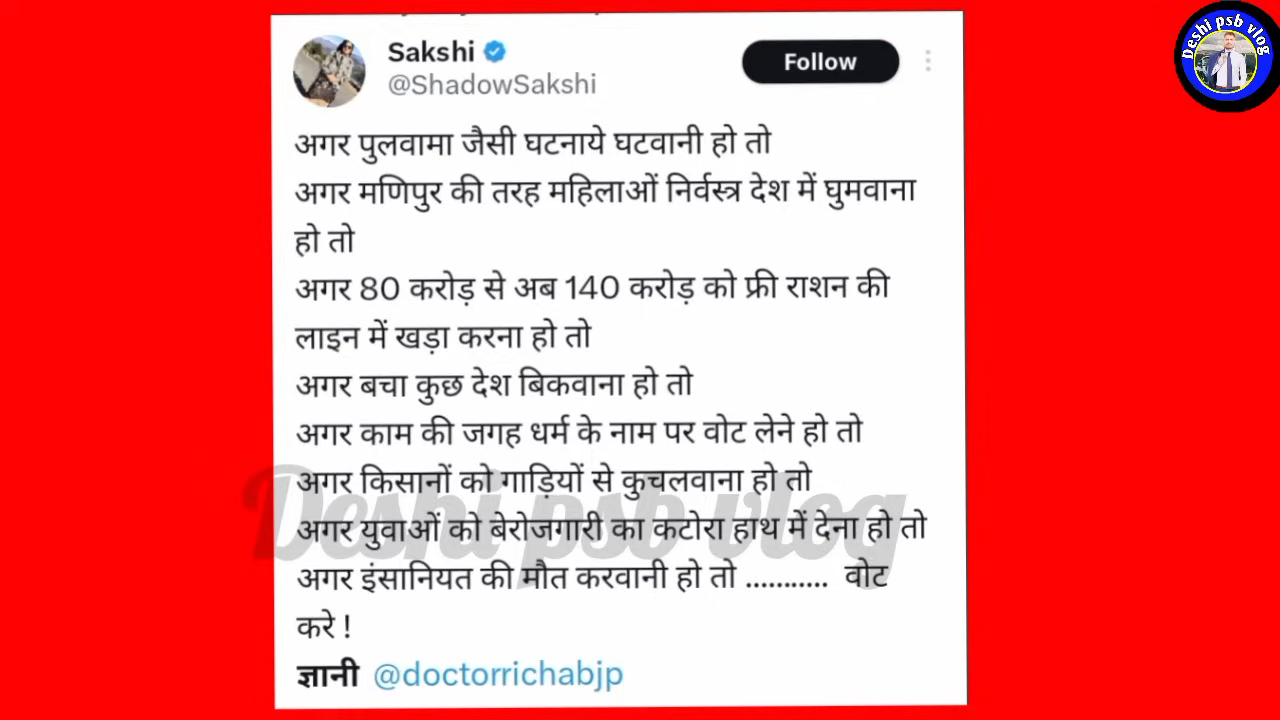 Sakshi
@ShadowSakshi
Follow
अगर पुलवामा जैसी घटनाये घटवानी हो तो
अगर मणिपुर की तरह महिलाओं निर्वस्त्र देश में घुमवाना
हो तो
अगर 80 करोड़ से अब 140 करोड़ को फ्री राशन की
लाइन में खड़ा करना हो तो
अगर बचा कुछ देश बिकवाना हो तो
अगर काम की जगह धर्म के नाम पर वोट लेने हो तो
अगर किसानों को गाड़ियों से कुचलवाना हो तो
अगर युवाओं को बेरोजगारी का कटोरा हाथ में देना हो तो
अगर इंसानियत की मौत करवानी हो तो ........... वोट
करे !
ज्ञानी @doctorrichabjp
Deshi psb vlog
Deshi psb vlog